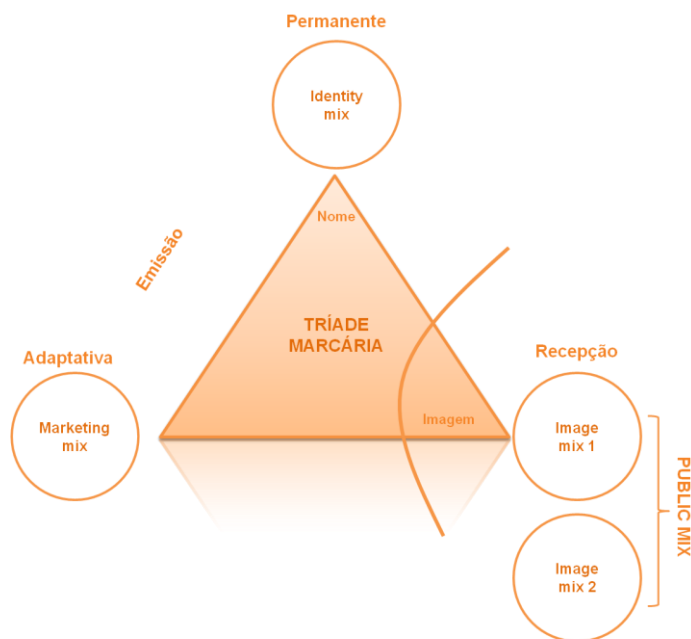 Permanente
Identity
mix
Nome
Emissão
TRÍADE
MARCÁRIA
Adaptativa
Recepção
Marketing
mix
Imagem
Image
mix 1
PUBLIC MIX
Image
mix 2